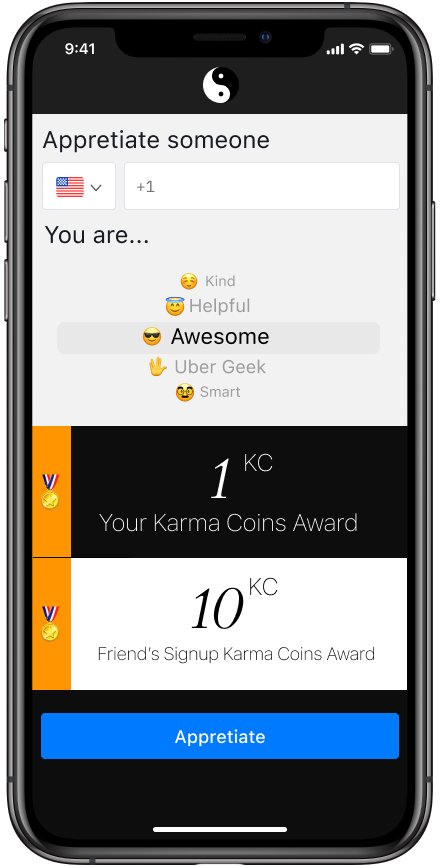 9:41
Appretiate someone
+1
You are...
😌 Kind
😇 Helpful
😎 Awesome
🖖 Uber Geek
🥸 Smart
1 KC
Your Karma Coins Award
10 KC
Friend's Signup Karma Coins Award
Appretiate